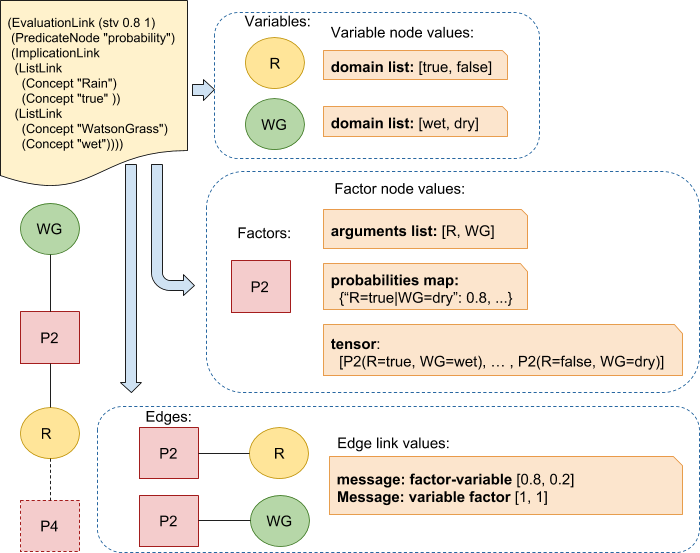 (EvaluationLink (stv 0.8 1)
(PredicateNode "probability")
(ImplicationLink
(ListLink
(Concept "Rain")
(Concept "true" ))
(ListLink
(Concept "WatsonGrass")
(Concept "wet"))))
Variables:
Variable node values:
R
domain list: [true, false]
WG
domain list: [wet, dry]
Factor node values:
Factors:
arguments list: [R, WG]
P2
probabilities map:
{“R=true|WG=dry”: 0.8, ...}
tensor:
[P2(R=true, WG=wet), … , P2(R=false, WG=dry)]
WG
P2
R
P4
Edges:
Edge link values:
P2
R
message: factor-variable [0.8, 0.2]
Message: variable factor [1, 1]
P2
WG